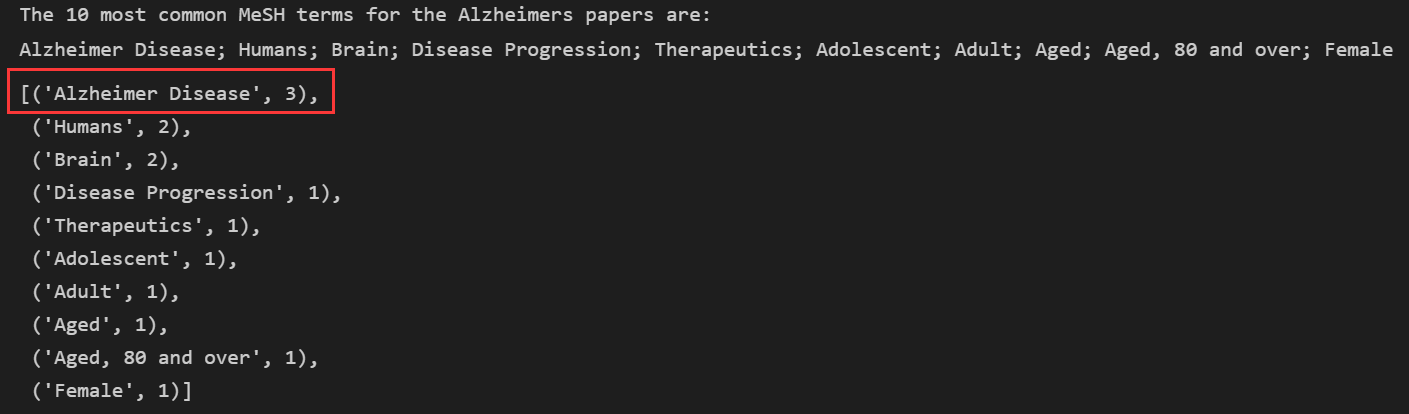 The 10 most common MeSH terms for the Alzheimers papers are:
Alzheimer Disease; Humans; Brain; Disease Progression; Therapeutics; Adolescent; Adult; Aged; Aged, 80 and over; Female
[('Alzheimer Disease', 3),
('Humans', 2),
('Brain', 2),
('Disease Progression', 1),
('Therapeutics', 1),
('Adolescent', 1),
('Adult', 1),
('Aged', 1),
('Aged, 80 and over', 1),
('Female', 1)]